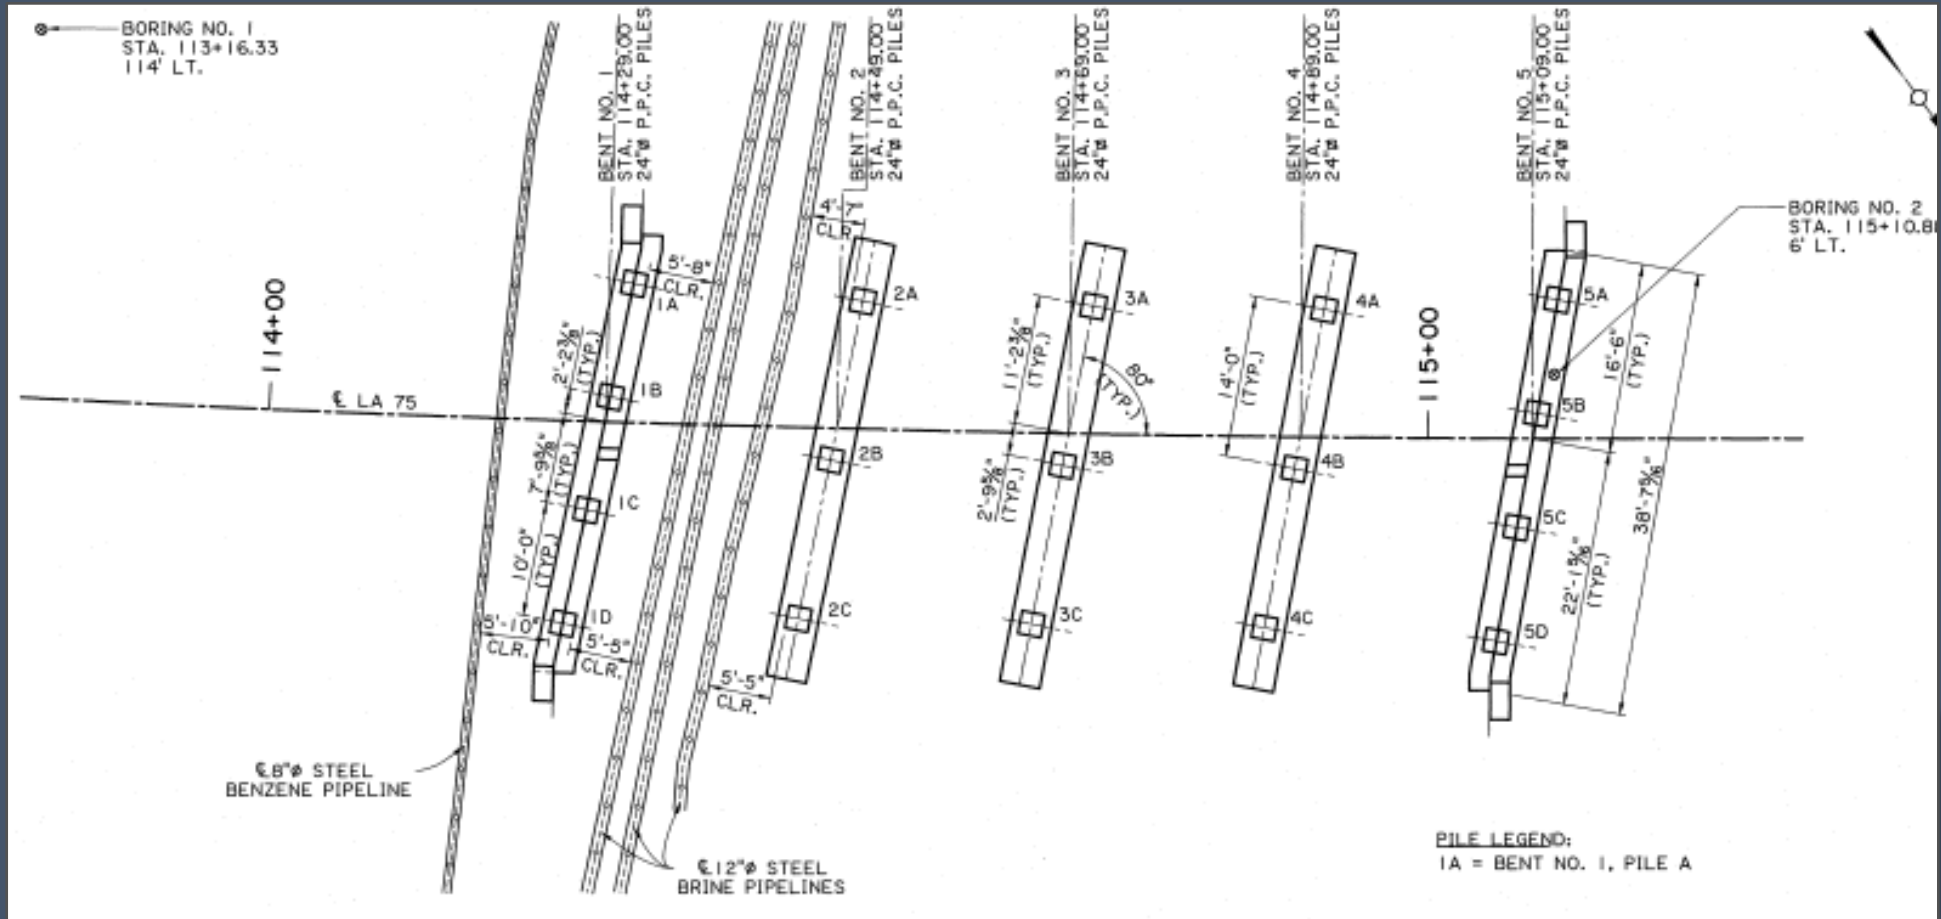 BORING NO. 1
STA. 113+16.33
114' LT.
BENT NO. 1
STA. 114+29.00
24"ø P.P.C. PILES
BENT NO. 2
STA. 114+49.00
24"ø P.P.C. PILES
BENT NO. 3
STA. 114+69.00
24"ø P.P.C. PILES
BENT NO. 4
STA. 114+89.00
24"ø P.P.C. PILES
BENT NO. 5
STA. 115+09.00
24"ø P.P.C. PILES
BORING NO. 2
STA. 115+10.8
6' LT.
4'-7"
CLR.
5'-8"
CLR.
1A
2A
3A
4A
5A
114+00
115+00
2'-2⅜"
(TYP.)
11'-2⅜"
(TYP.)
80°
(TYP.)
14'-0"
(TYP.)
16'-6"
(TYP.)
℄ LA 75
1B
2B
3B
4B
5B
7'-9⅝"
(TYP.)
2'-9⅝"
(TYP.)
38'-7⁵⁄₁₆"
1C
5C
10'-0"
(TYP.)
22'-1⁵⁄₁₆"
(TYP.)
1D
2C
3C
4C
5D
5'-10"
CLR.
5'-5"
CLR.
5'-5"
CLR.
℄ 8"ø STEEL
BENZENE PIPELINE
℄ 12"ø STEEL
BRINE PIPELINES
PILE LEGEND:
1A = BENT NO. 1, PILE A